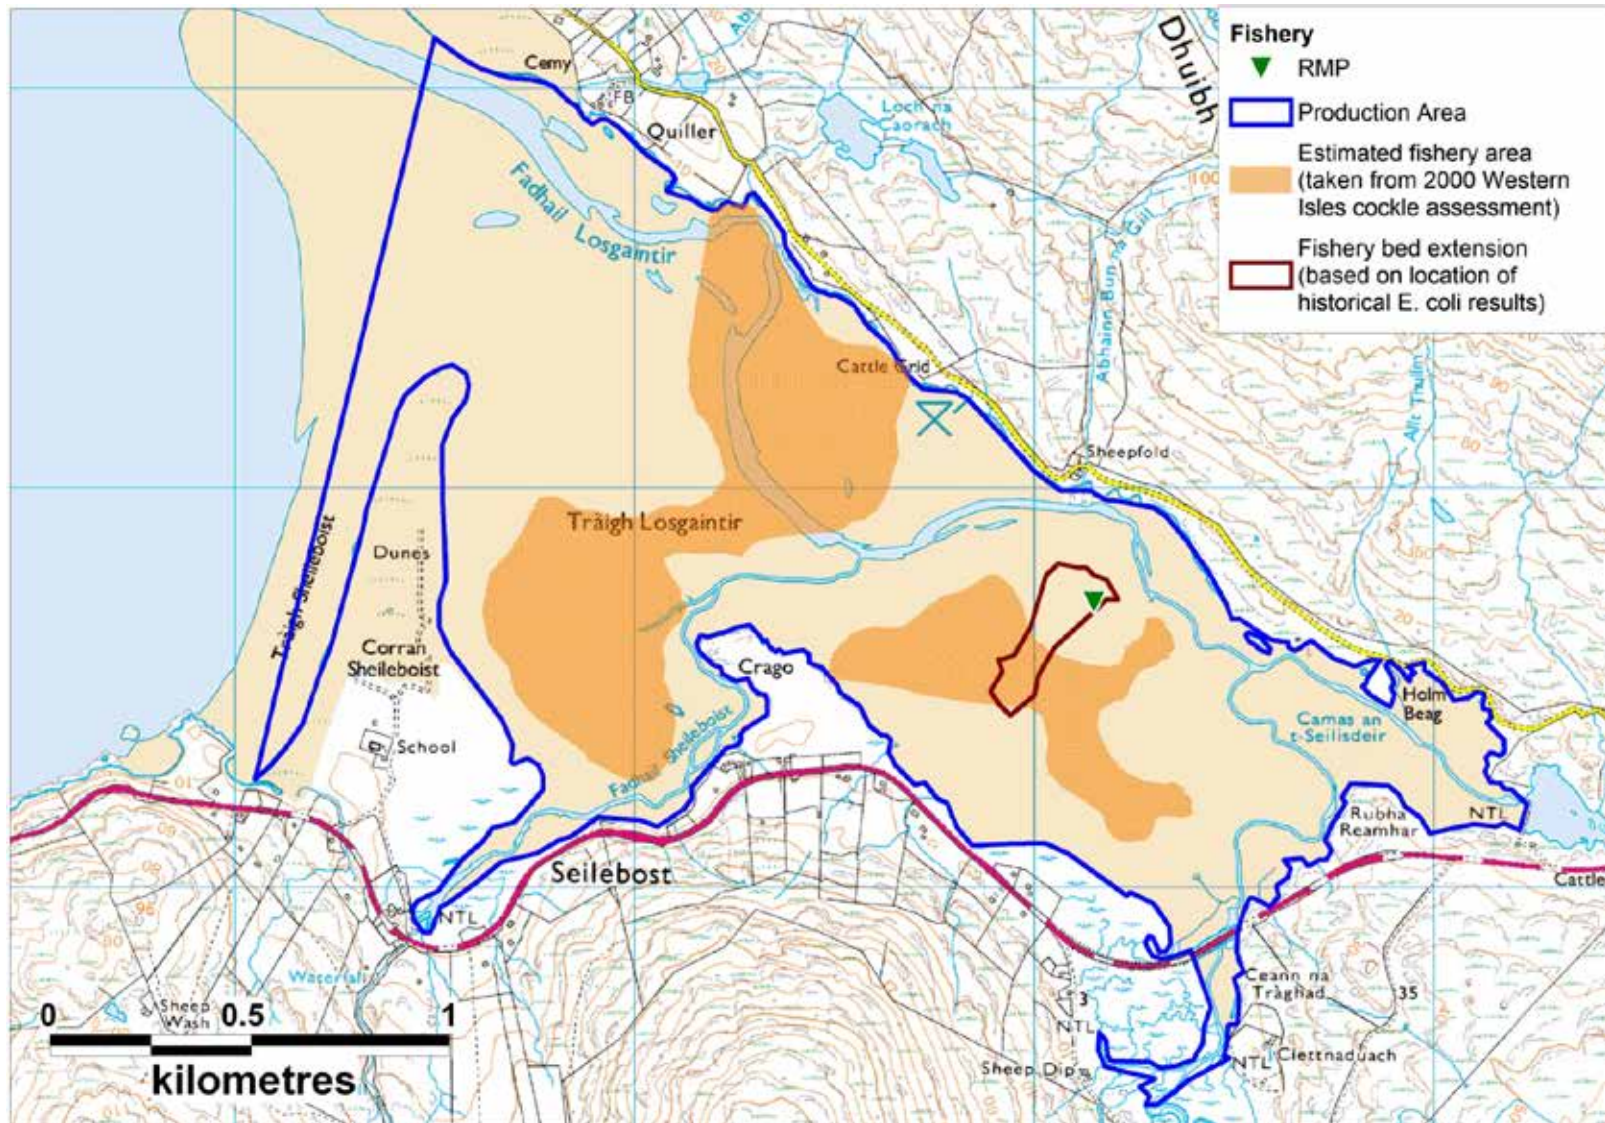 Fishery
RMP
Production Area
Estimated fishery area
(taken from 2000 Western
Isles cockle assessment)
Fishery bed extension
(based on location of
historical E. coli results)
Dhuibh
Cemy
FB
Quiller
Loch na
Caorach
Fadhail Losgaintir
Abhainn Bun na Gill
Allt Thuilm
Cattle Grid
Sheepfold
Tràigh Losgaintir
Tràigh Sheileboist
Dunes
Corran
Sheileboist
School
Crago
Fadhail Sheileboist
Holm
Beag
Camas an
t-Seilisdeir
Rubha
Reamhar
NTL
Seilebost
Cattle
NTL
Waterfall
Sheep
Wash
Ceann na
Tràghad
35
3
NTL
Sheep Dip
NTL
Clettnaduach
0 0.5 1
kilometres